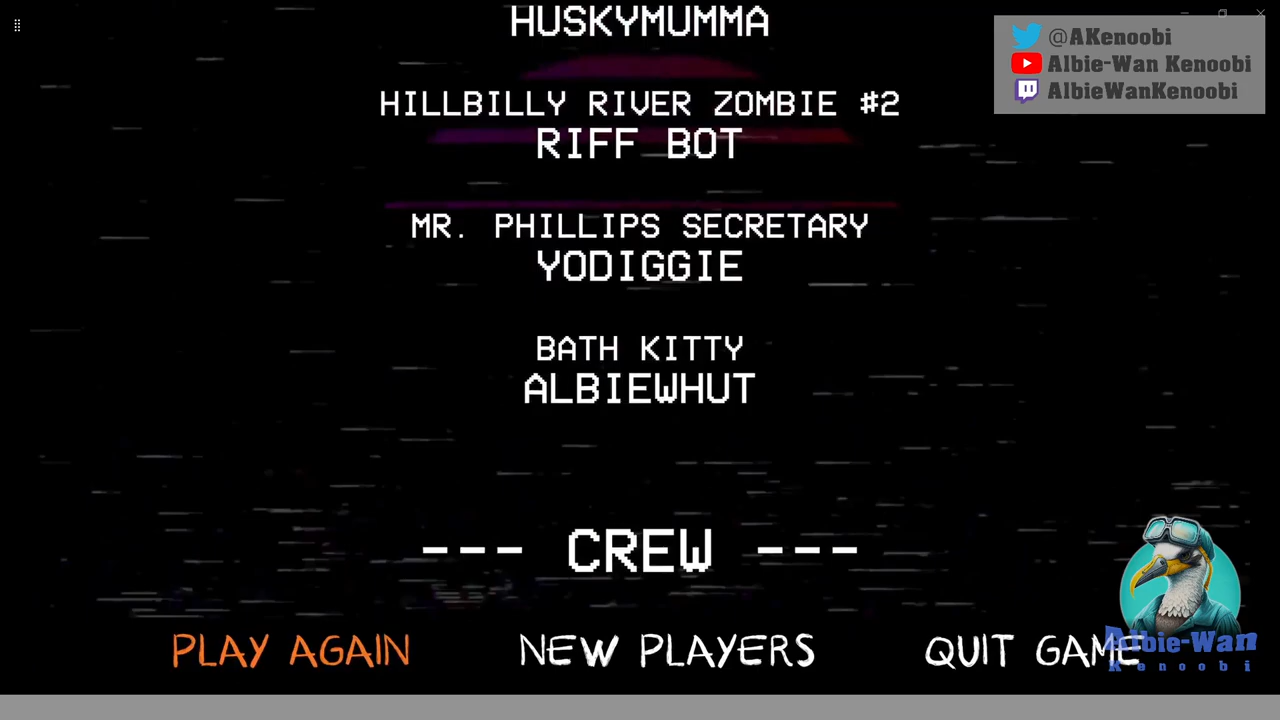 HUSKYMUMMA
@AKenoobi
Albie-Wan Kenoobi
AlbieWanKenoobi
HILLBILLY RIVER ZOMBIE #2
RIFF BOT
MR. PHILLIPS SECRETARY
YODIGGIE
BATH KITTY
ALBIEWHUT
--- CREW ---
PLAY AGAIN
NEW PLAYERS
QUIT GAME
Albie-Wan
Kenoobi